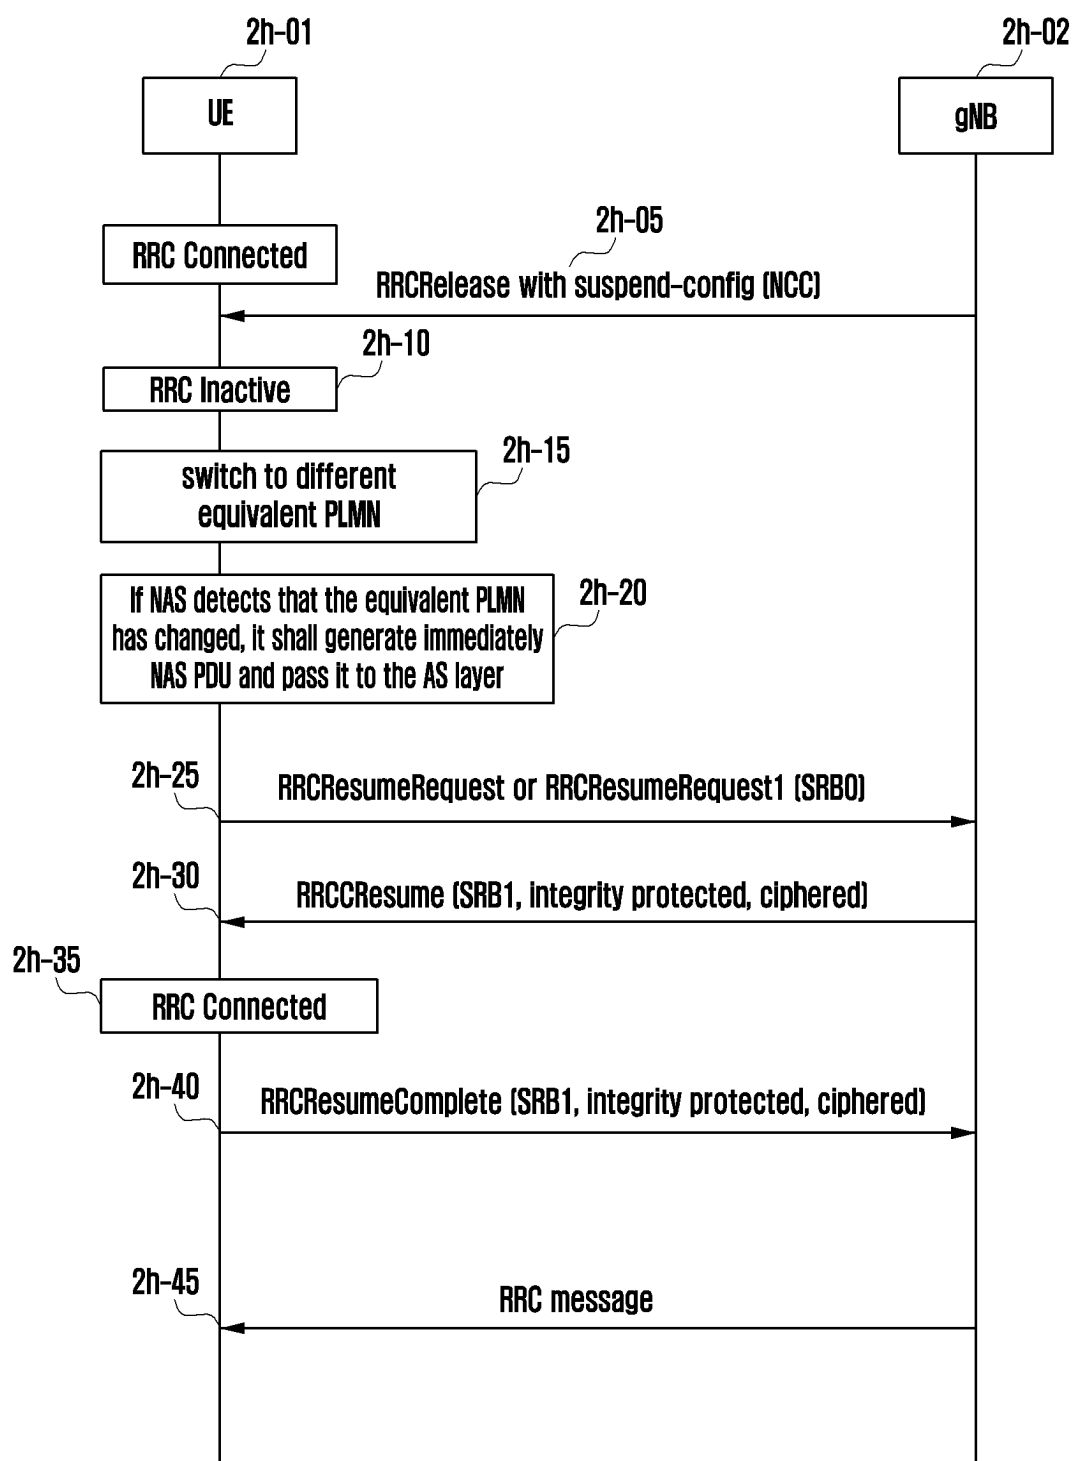 2h-01
2h-02
UE
gNB
RRC Connected
2h-05
RRCRelease with suspend-config (NCC)
2h-10
RRC Inactive
2h-15
switch to different
equivalent PLMN
2h-20
If NAS detects that the equivalent PLMN
has changed, it shall generate immediately
NAS PDU and pass it to the AS layer
2h-25
RRCResumeRequest or RRCResumeRequest1 (SRB0)
2h-30
RRCCResume (SRB1, integrity protected, ciphered)
2h-35
RRC Connected
2h-40
RRCResumeComplete (SRB1, integrity protected, ciphered)
2h-45
RRC message